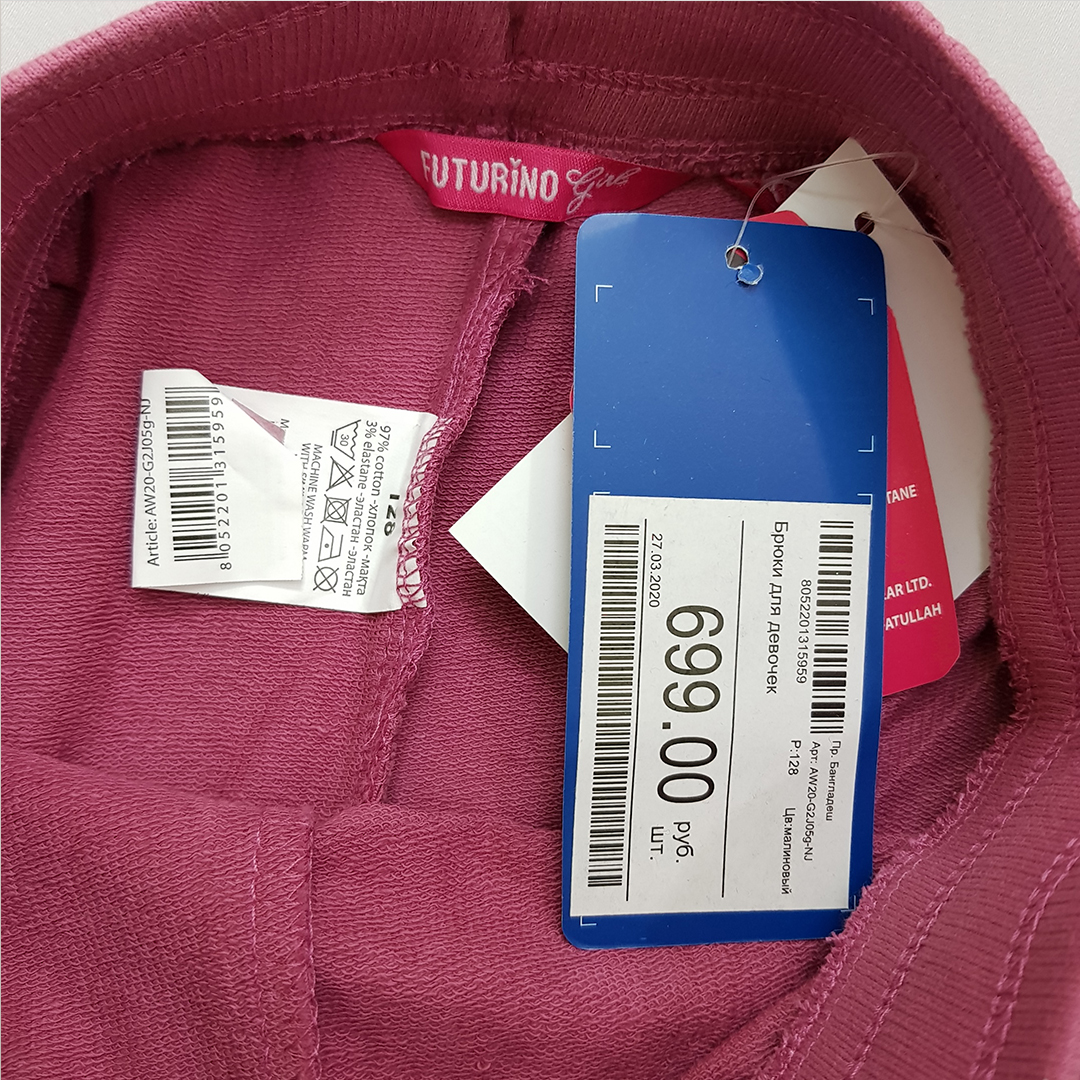 FUTURINO Girl
Article: AW20-G2J05g-NJ
8052201315959
128
97% cotton -хлопок -мақта
3% elastane -эластан -эластан
30
MACHINE WASH WARM
TANE
AR LTD.
ATULLAH
8052201315959
Пр. Бангладеш
Арт: AW20-G2J05g-NJ
Р:128 Цв:малиновый
Брюки для девочек
699.00 руб.
шт.
27.03.2020